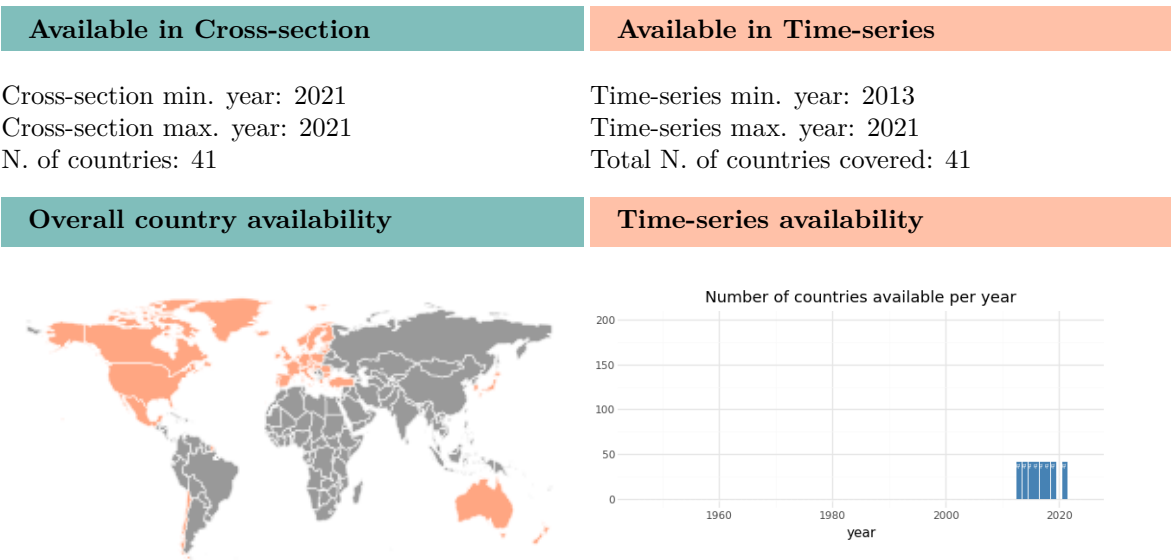 Available in Cross-section
Available in Time-series
Cross-section min. year: 2021
Cross-section max. year: 2021
N. of countries: 41
Time-series min. year: 2013
Time-series max. year: 2021
Total N. of countries covered: 41
Overall country availability
Time-series availability
Number of countries available per year
200
150
100
50
0
1960
1980
2000
2020
year